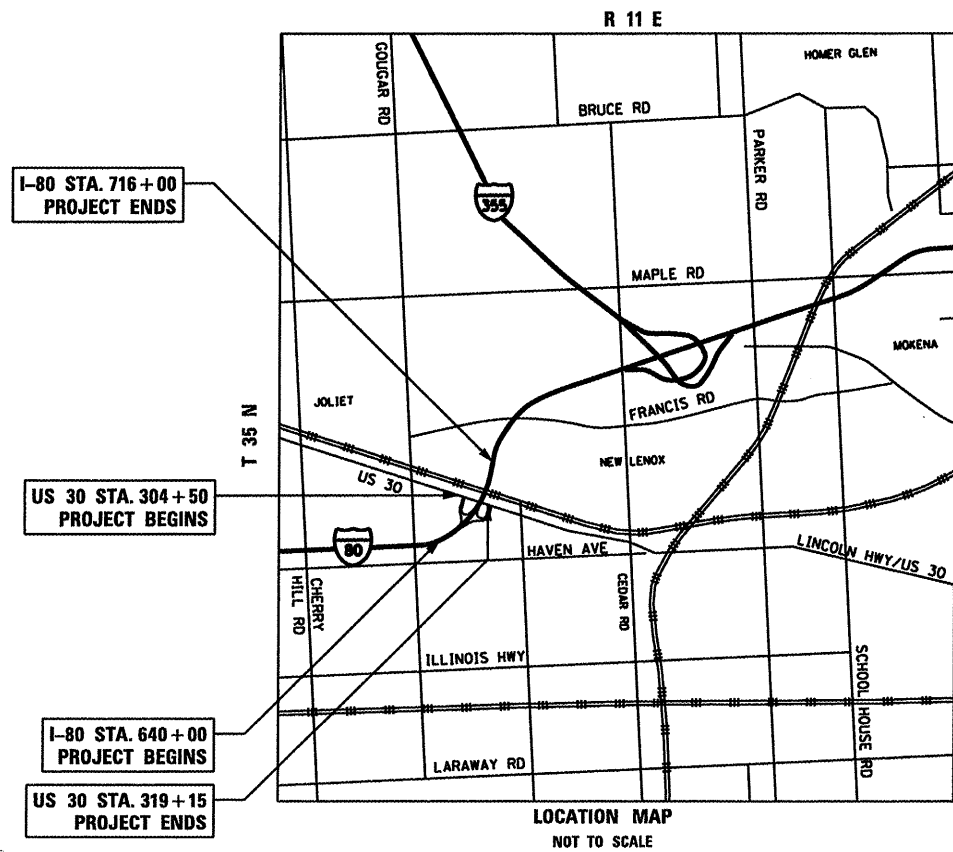 R 11 E
HOMER GLEN
COUGAR RD
BRUCE RD
PARKER RD
I-80 STA. 716+00
PROJECT ENDS
355
MAPLE RD
MOKENA
JOLIET
FRANCIS RD
T 35 N
NEW LENOX
US 30
US 30 STA. 304+50
PROJECT BEGINS
80
HAVEN AVE
LINCOLN HWY/US 30
CHERRY
HILL RD
CEDAR RD
ILLINOIS HWY
SCHOOL HOUSE RD
I-80 STA. 640+00
PROJECT BEGINS
LARAWAY RD
US 30 STA. 319+15
PROJECT ENDS
LOCATION MAP
NOT TO SCALE